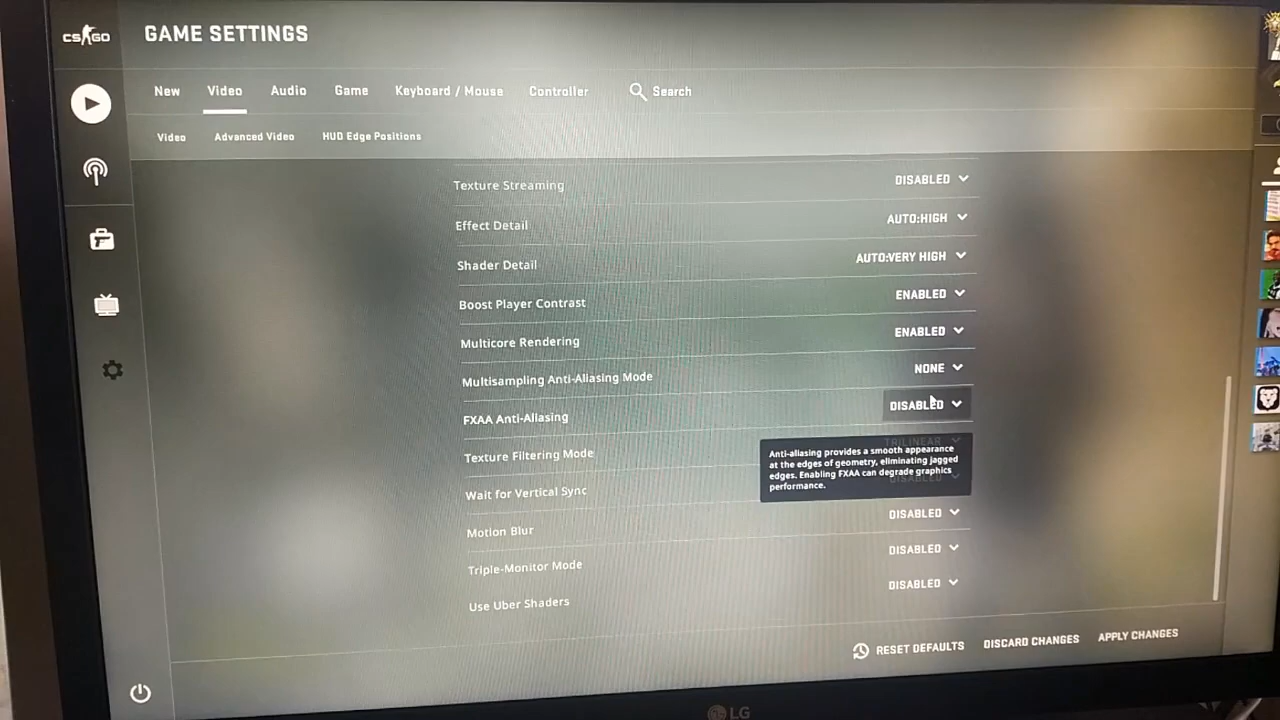 CS GO
GAME SETTINGS
New Video Audio Game Keyboard / Mouse Controller Search
Video Advanced Video HUD Edge Positions
Texture Streaming DISABLED
Effect Detail AUTO:HIGH
Shader Detail AUTO:VERY HIGH
Boost Player Contrast ENABLED
Multicore Rendering ENABLED
Multisampling Anti-Aliasing Mode NONE
FXAA Anti-Aliasing DISABLED
Texture Filtering Mode TRILINEAR
Anti-aliasing provides a smooth appearance
at the edges of geometry, eliminating jagged
edges. Enabling FXAA can degrade graphics
performance.
Wait for Vertical Sync DISABLED
Motion Blur DISABLED
Triple-Monitor Mode DISABLED
Use Uber Shaders DISABLED
RESET DEFAULTS DISCARD CHANGES APPLY CHANGES
LG